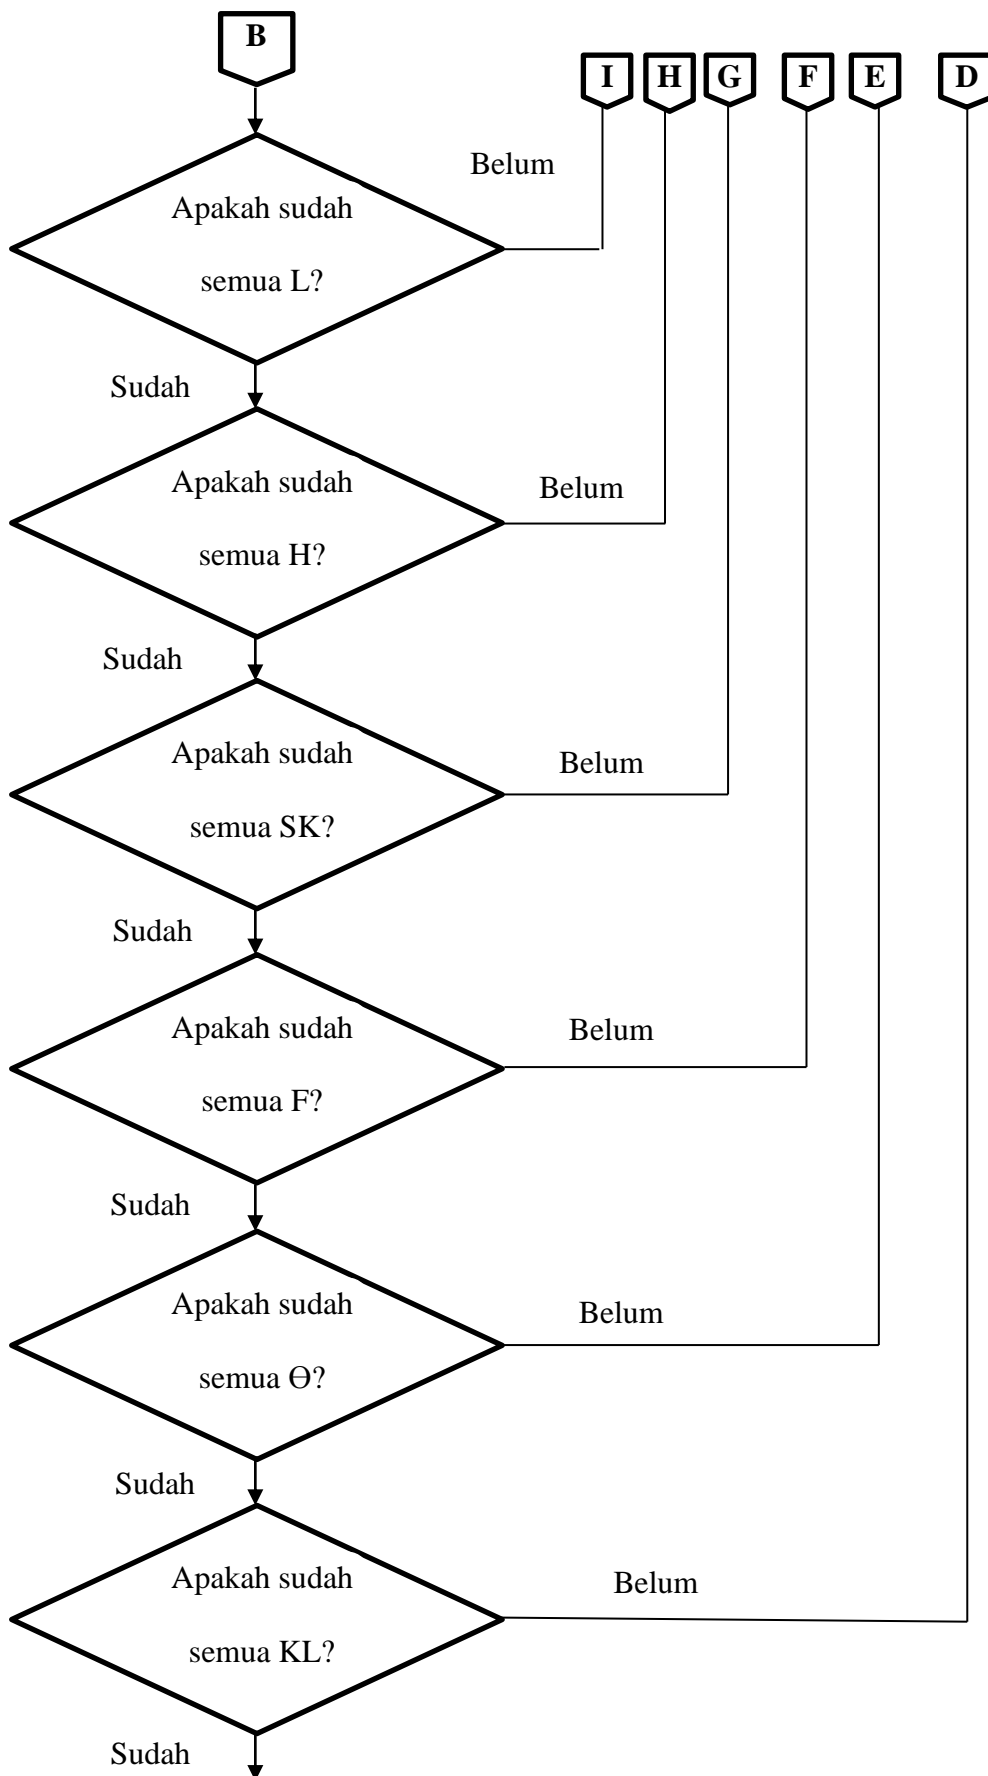 B
I H G F E D
Belum
Apakah sudah
semua L?
Sudah
Apakah sudah
Belum
semua H?
Sudah
Apakah sudah
Belum
semua SK?
Sudah
Apakah sudah
Belum
semua F?
Sudah
Apakah sudah
Belum
semua Ɵ?
Sudah
Apakah sudah
Belum
semua KL?
Sudah